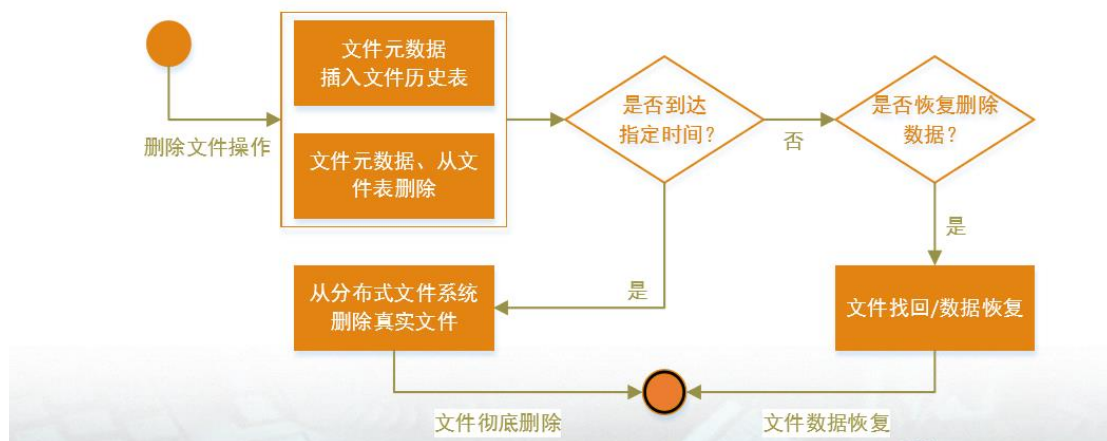 文件元数据
插入文件历史表
删除文件操作
文件元数据、从文
件表删除
是否到达
指定时间？
否
是否恢复删除
数据？
是
是
从分布式文件系统
删除真实文件
文件找回/数据恢复
文件彻底删除
文件数据恢复